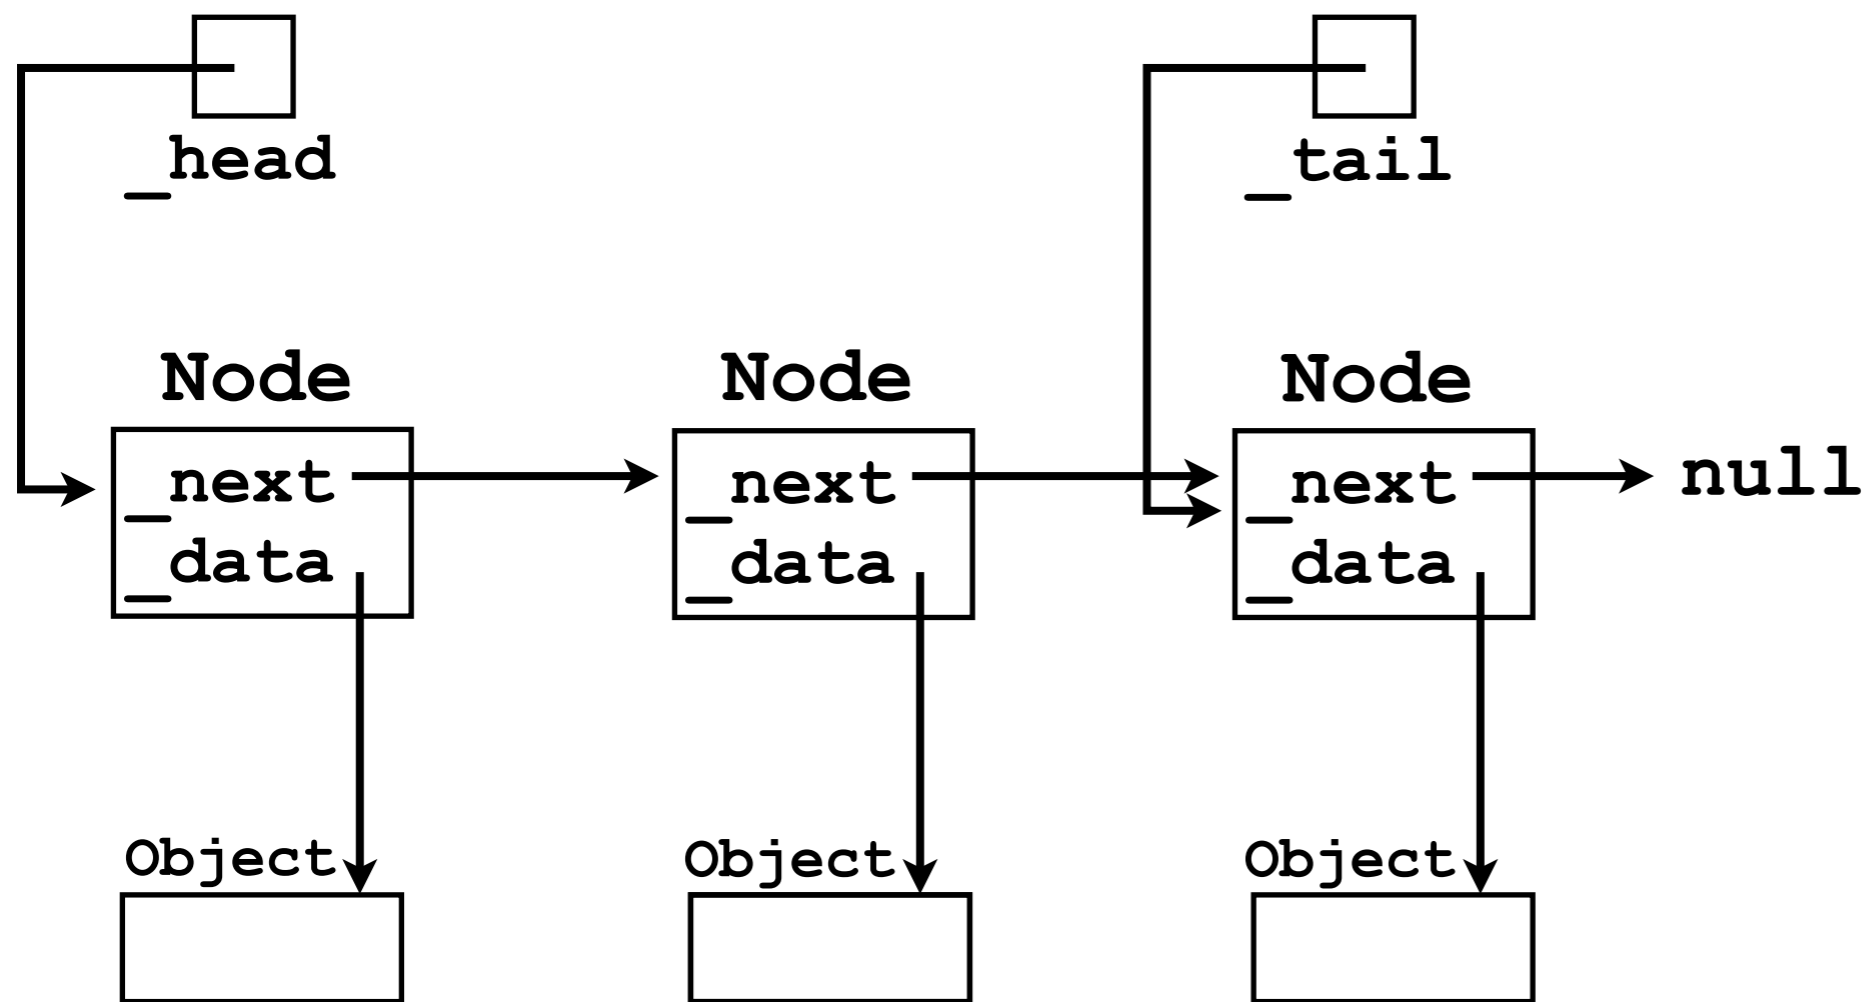 _head
_tail
Node
Node
Node
_next
_next
_next
null
_data
_data
_data
Object
Object
Object